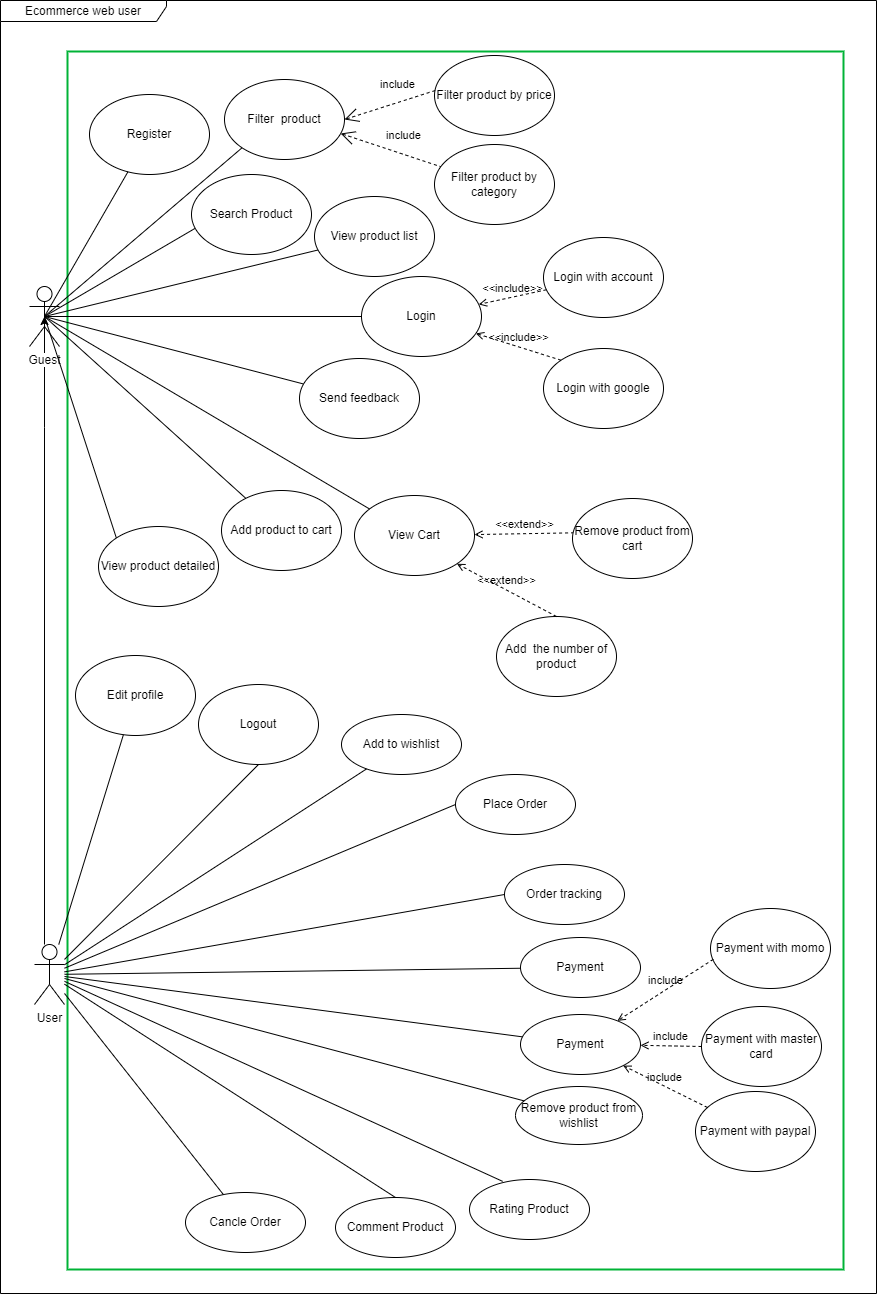 Ecommerce web user
include
Filter product by price
Filter  product
Register
include
Filter product by
category
Search Product
View product list
Login with account
<<include>>
Login
<<include>>
Guest
Login with google
Send feedback
<<extend>>
Add product to cart
View Cart
Remove product from
cart
View product detailed
<<extend>>
Add  the number of
product
Edit profile
Logout
Add to wishlist
Place Order
Order tracking
Payment with momo
Payment
include
User
Payment
include
Payment with master
card
include
Remove product from
wishlist
Payment with paypal
Rating Product
Cancle Order
Comment Product